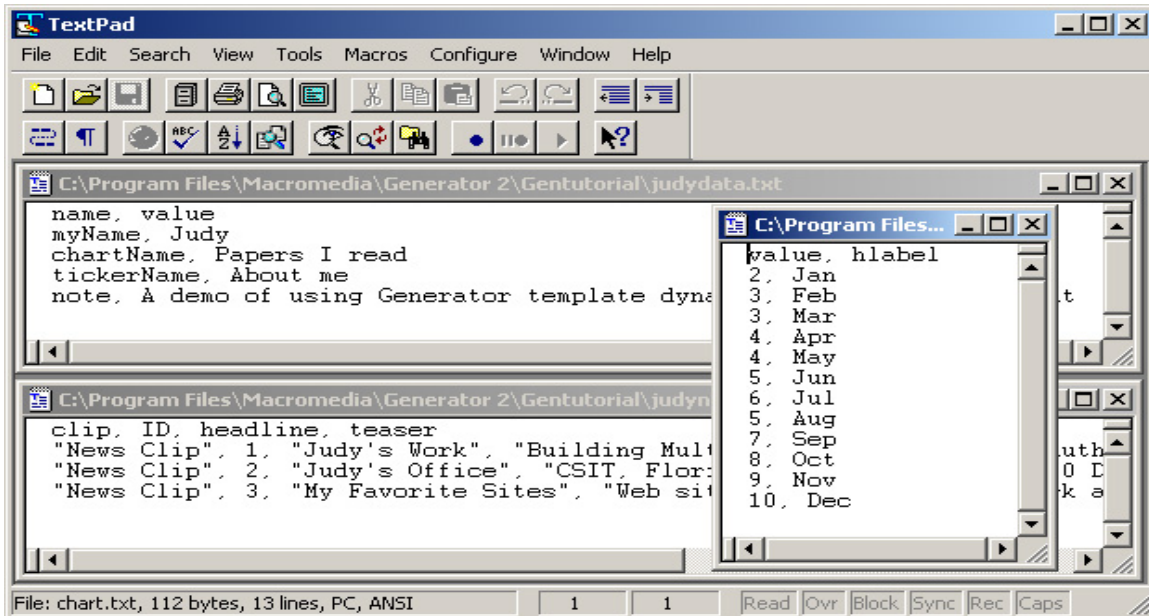 TextPad
File Edit Search View Tools Macros Configure Window Help
C:\Program Files\Macromedia\Generator 2\Gentutorial\judydata.txt
name, value
myName, Judy
chartName, Papers I read
tickerName, About me
note, A demo of using Generator template dyna
t
C:\Program Files...
value, hlabel
2, Jan
3, Feb
3, Mar
4, Apr
4, May
5, Jun
6, Jul
5, Aug
7, Sep
8, Oct
9, Nov
10, Dec
C:\Program Files\Macromedia\Generator 2\Gentutorial\judyn
clip, ID, headline, teaser
"News Clip", 1, "Judy's Work", "Building Mul uth
"News Clip", 2, "Judy's Office", "CSIT, Flor 0 D
"News Clip", 3, "My Favorite Sites", "Web sit k a
File: chart.txt, 112 bytes, 13 lines, PC, ANSI 1 1 Read Ovr Block Sync Rec Caps